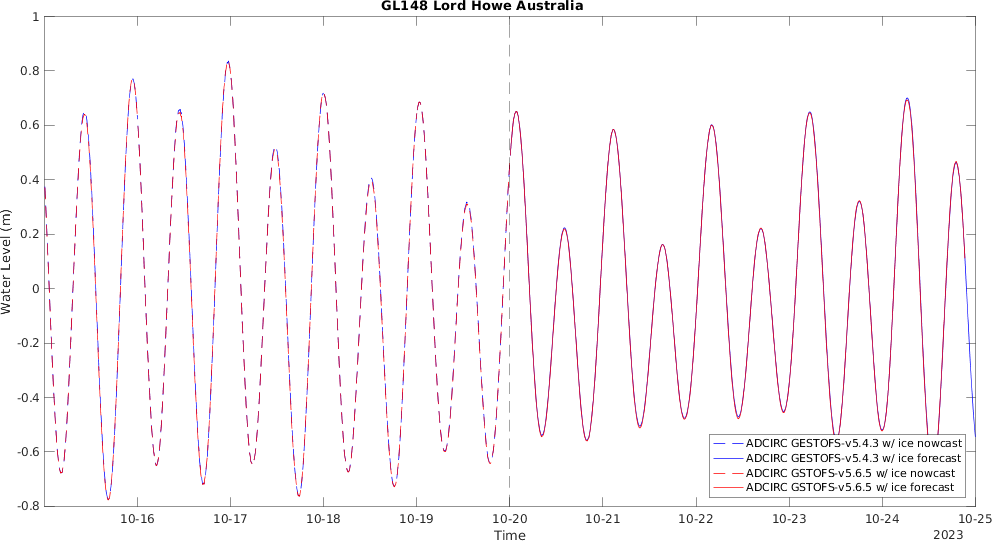 GL148 Lord Howe Australia
1
0.8
0.6
0.4
0.2
0
-0.2
-0.4
-0.6
-0.8
Water Level (m)
ADCIRC GESTOFS-v5.4.3 w/ ice nowcast
ADCIRC GESTOFS-v5.4.3 w/ ice forecast
ADCIRC GSTOFS-v5.6.5 w/ ice nowcast
ADCIRC GSTOFS-v5.6.5 w/ ice forecast
10-16 10-17 10-18 10-19 10-20 10-21 10-22 10-23 10-24 10-25
Time
2023